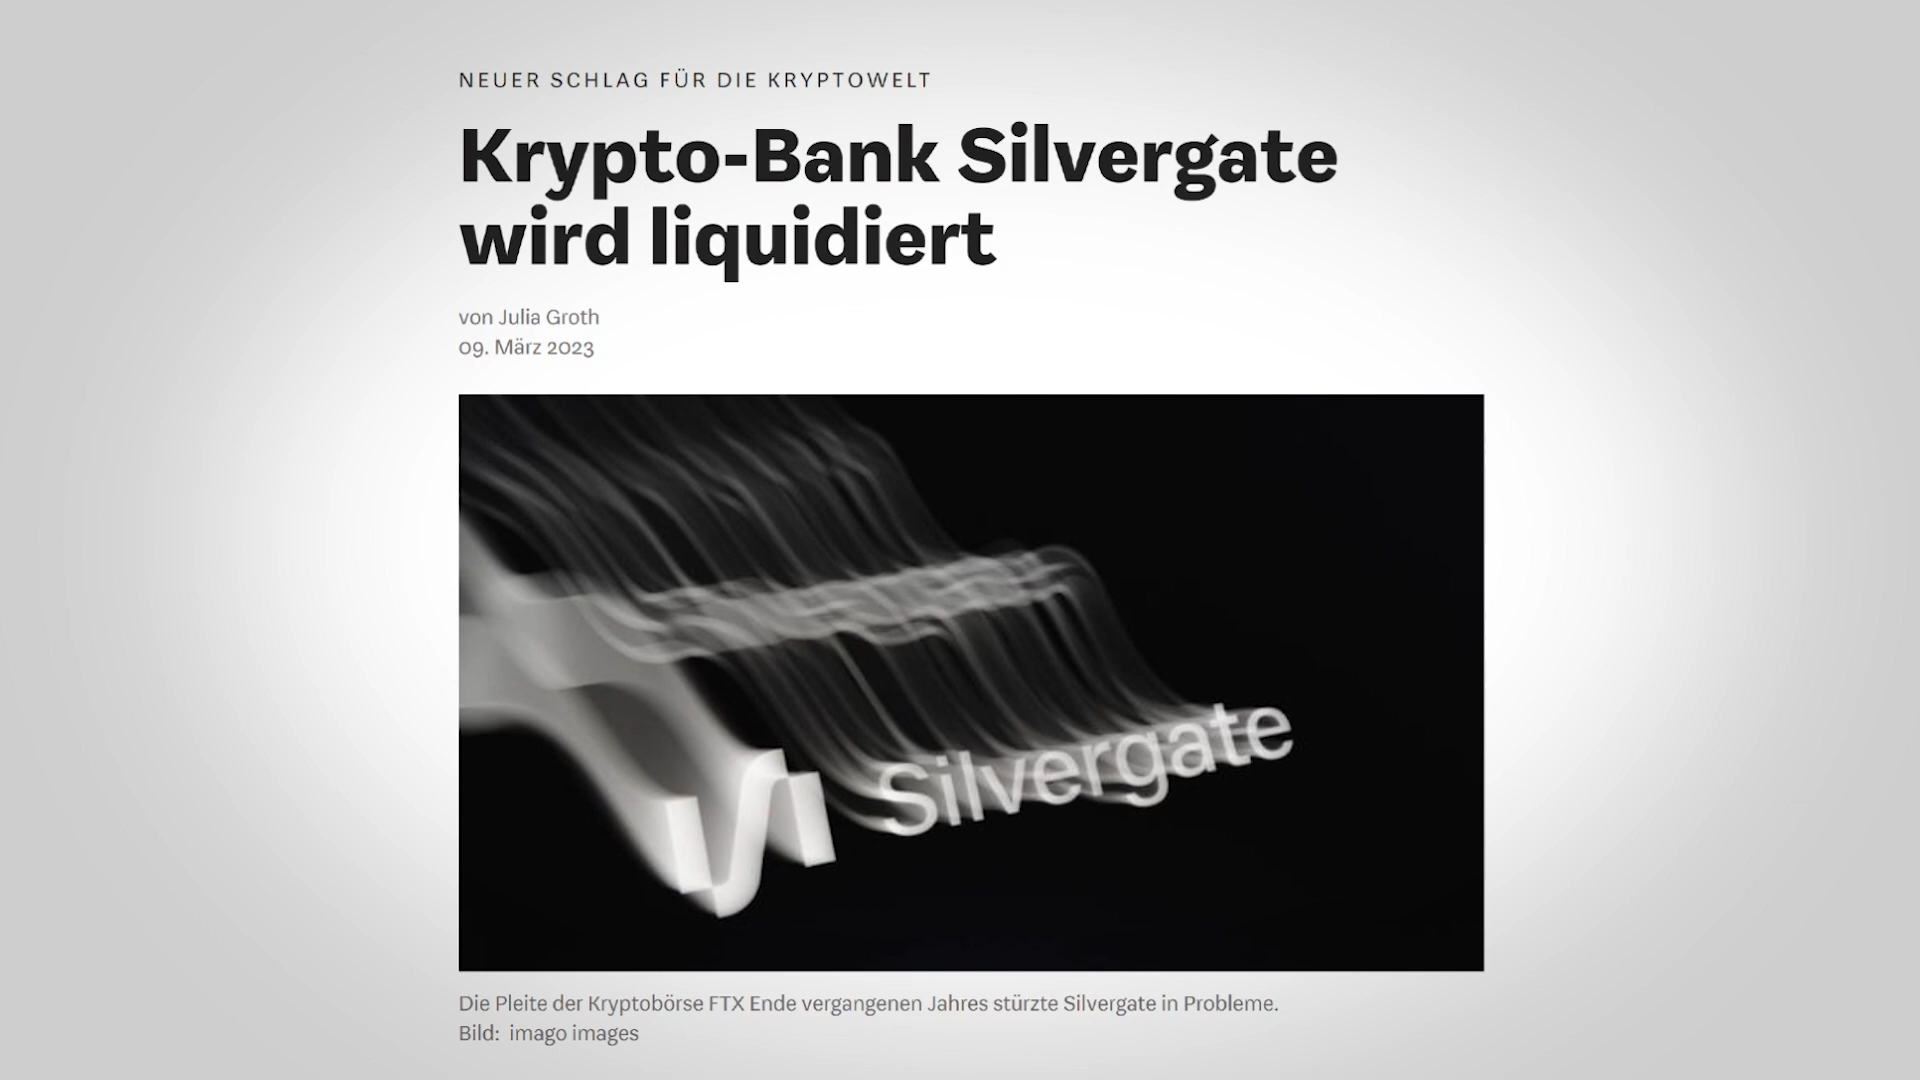 NEUER SCHLAG FÜR DIE KRYPTOWELT
Krypto-Bank Silvergate
wird liquidiert
von Julia Groth
09. März 2023
Silvergate
Die Pleite der Kryptobörse FTX Ende vergangenen Jahres stürzte Silvergate in Probleme.
Bild: imago images